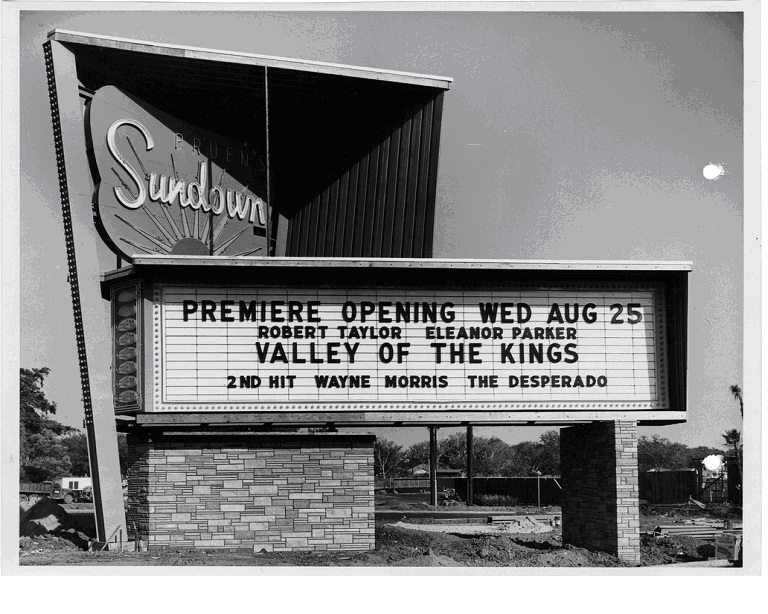 PRUEN'S
Sundown
PREMIERE OPENING WED AUG 25
ROBERT TAYLOR ELEANOR PARKER
VALLEY OF THE KINGS
2ND HIT WAYNE MORRIS THE DESPERADO